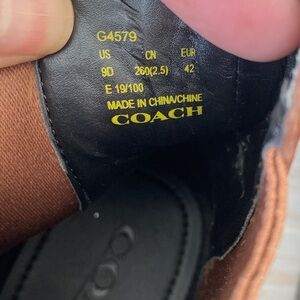 G4579
US CN EUR
9D 260(2.5) 42
E 19/100
MADE IN CHINA/CHINE
COACH